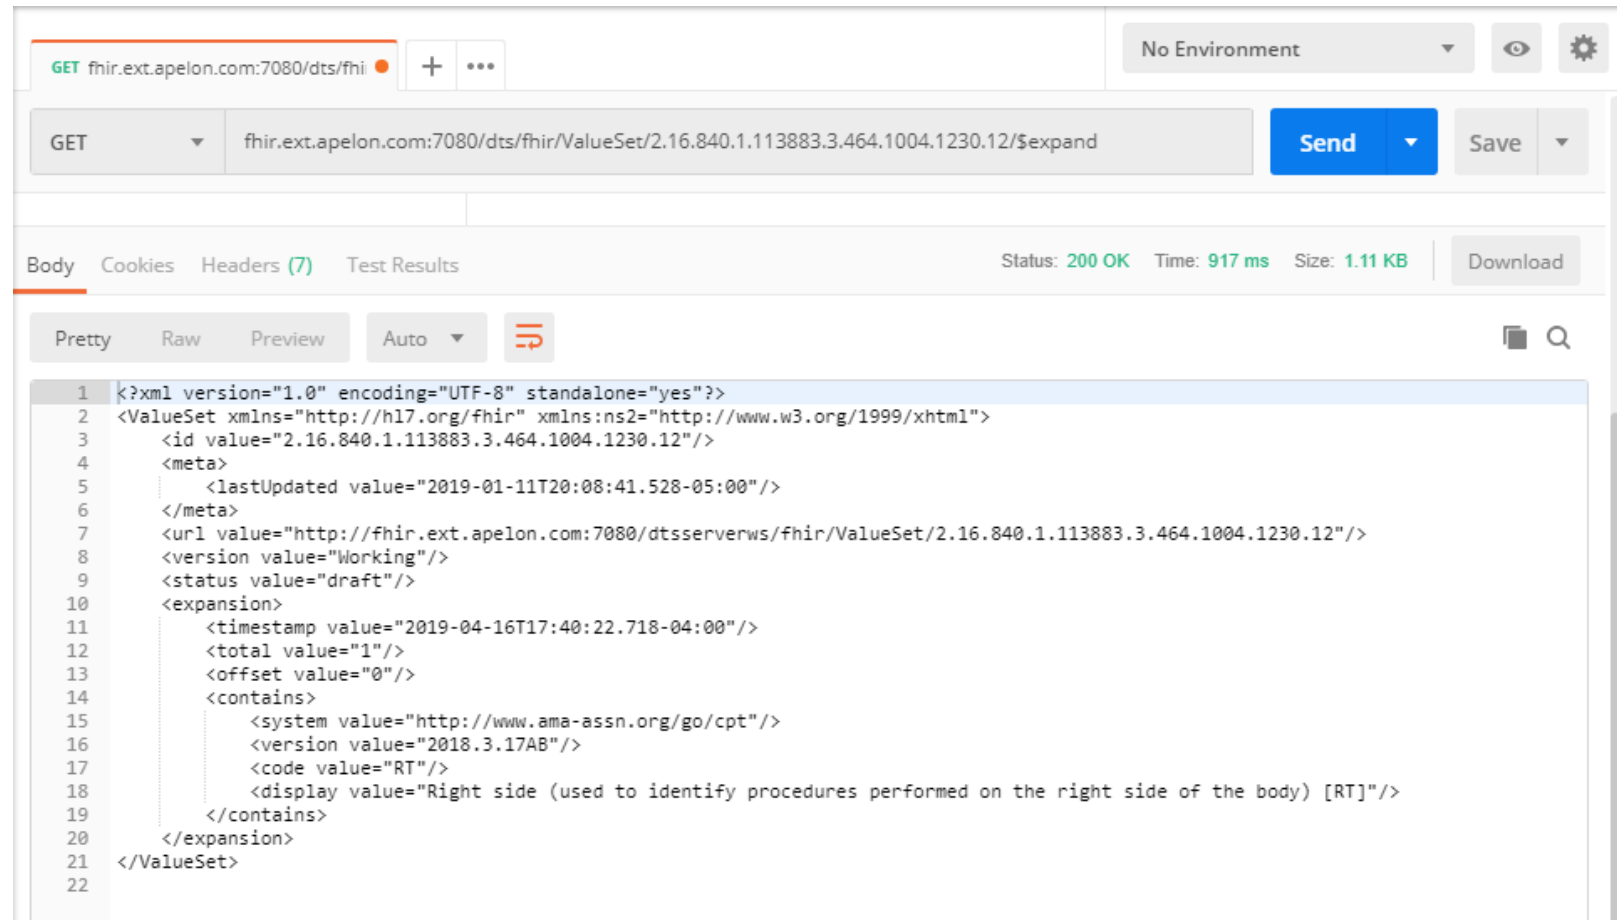 No Environment
GET fhir.ext.apelon.com:7080/dts/fhi
GET fhir.ext.apelon.com:7080/dts/fhir/ValueSet/2.16.840.1.113883.3.464.1004.1230.12/$expand Send Save
Body Cookies Headers (7) Test Results Status: 200 OK Time: 917 ms Size: 1.11 KB Download
Pretty Raw Preview Auto
1 <?xml version="1.0" encoding="UTF-8" standalone="yes"?>
2 <ValueSet xmlns="http://hl7.org/fhir" xmlns:ns2="http://www.w3.org/1999/xhtml">
3 <id value="2.16.840.1.113883.3.464.1004.1230.12"/>
4 <meta>
5 <lastUpdated value="2019-01-11T20:08:41.528-05:00"/>
6 </meta>
7 <url value="http://fhir.ext.apelon.com:7080/dtsserverws/fhir/ValueSet/2.16.840.1.113883.3.464.1004.1230.12"/>
8 <version value="Working"/>
9 <status value="draft"/>
10 <expansion>
11 <timestamp value="2019-04-16T17:40:22.718-04:00"/>
12 <total value="1"/>
13 <offset value="0"/>
14 <contains>
15 <system value="http://www.ama-assn.org/go/cpt"/>
16 <version value="2018.3.17AB"/>
17 <code value="RT"/>
18 <display value="Right side (used to identify procedures performed on the right side of the body) [RT]"/>
19 </contains>
20 </expansion>
21 </ValueSet>
22